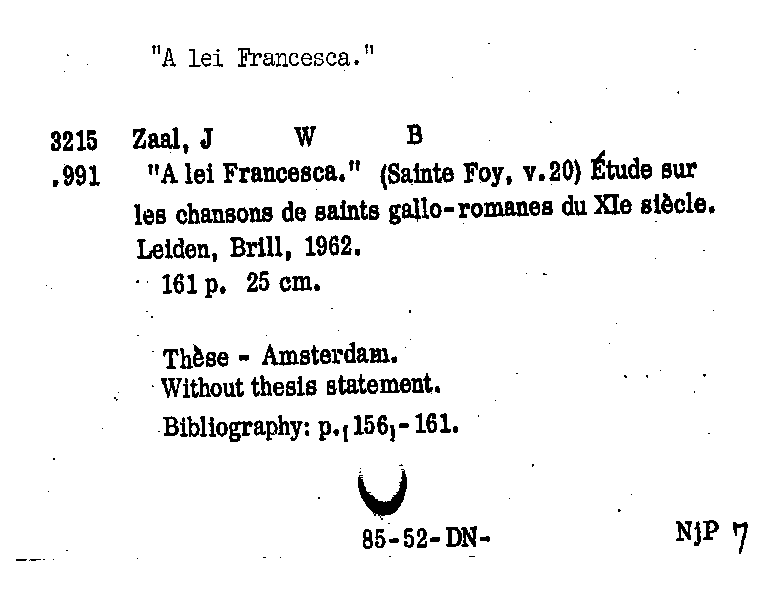 "A lei Francesca."
3215 Zaal, J W B
.991 "A lei Francesca." (Sainte Foy, v.20) Étude sur
les chansons de saints gallo-romanes du XIe siècle.
Leiden, Brill, 1962.
161 p. 25 cm.
Thèse - Amsterdam.
Without thesis statement.
Bibliography: p.[156]-161.
85-52-DN-
NjP 7